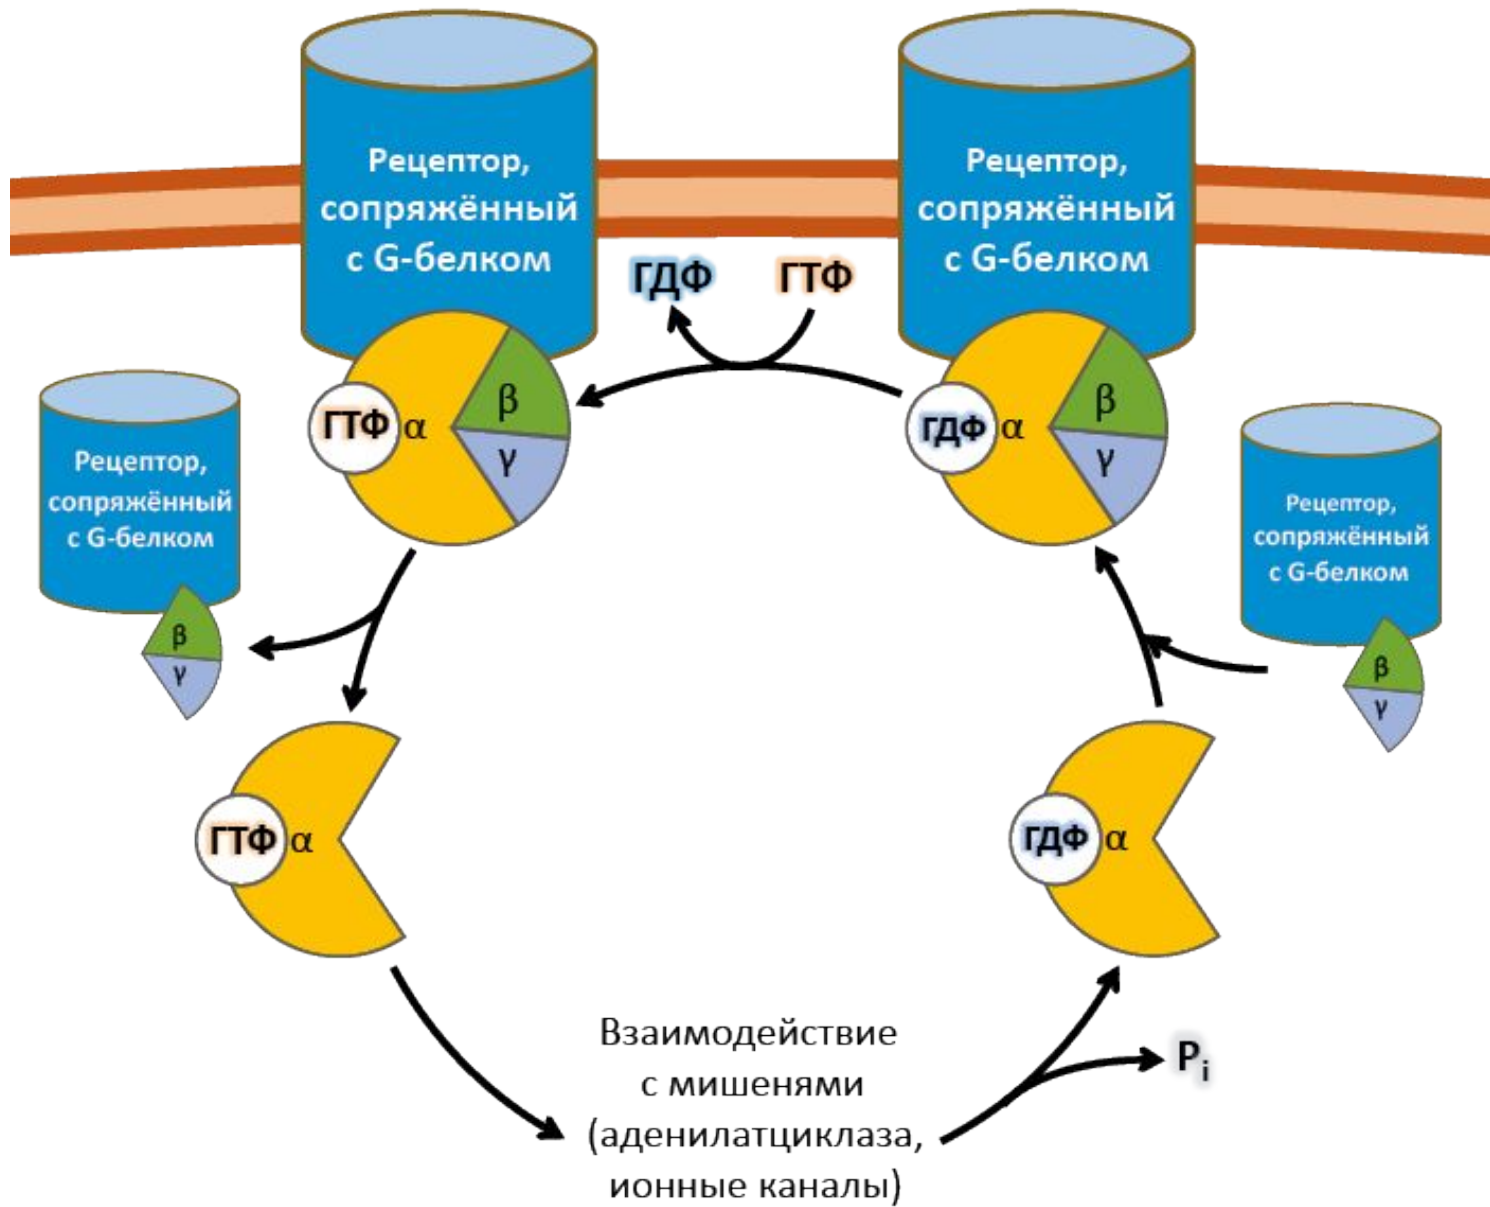 Рецептор,
сопряжённый
с G-белком
Рецептор,
сопряжённый
с G-белком
ГДФ
ГТФ
ГТФ
α
β
γ
ГДФ
α
β
γ
Рецептор,
сопряжённый
с G-белком
β
γ
Рецептор,
сопряжённый
с G-белком
β
γ
ГТФ
α
ГДФ
α
Взаимодействие
с мишенями
(аденилатциклаза,
ионные каналы)
Pi